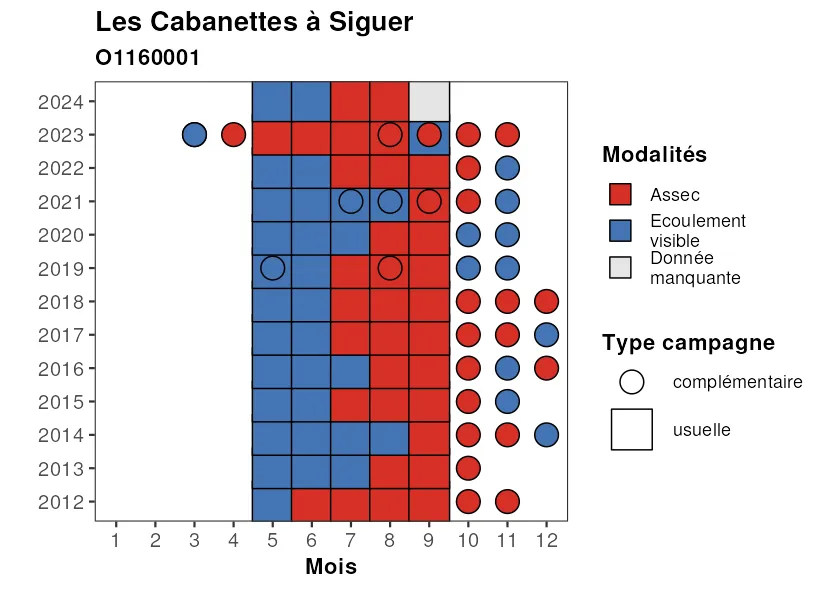 Les Cabanettes à Siguer
O1160001
2024
2023
2022
2021
2020
2019
2018
2017
2016
2015
2014
2013
2012
1 2 3 4 5 6 7 8 9 10 11 12
Mois
Modalités
Assec
Ecoulement
visible
Donnée
manquante
Type campagne
complémentaire
usuelle